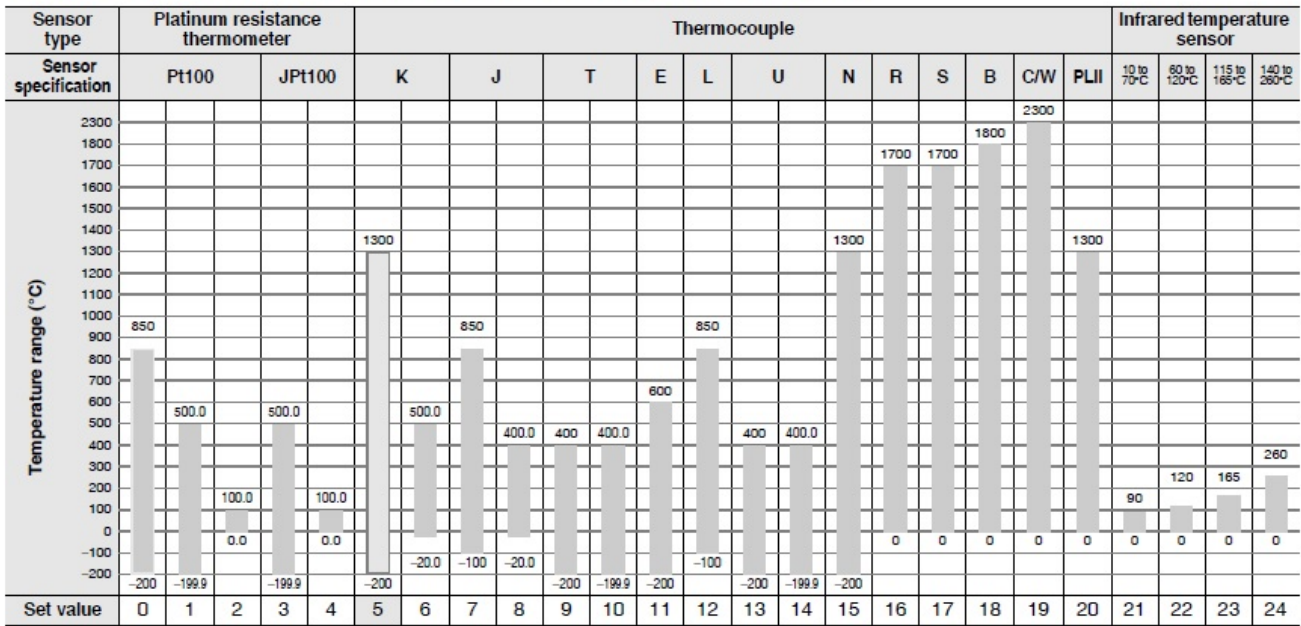 Sensor type Platinum resistance thermometer Thermocouple Infrared temperature sensor
Sensor specification Pt100 JPt100 K J T E L U N R S B C/W PLII 10 to 70°C 60 to 120°C 115 to 165°C 140 to 260°C
Temperature range (°C)
2300
2300
1800
1800
1700
1700 1700
1600
1500
1400
1300 1300 1300
1300
1200
1100
1000
850 850 850
900
800
700
600
600
500.0 500.0 500.0
500
400.0 400 400.0 400 400.0
400
300
260
200
100.0 100.0 90 120 165
100
0
0.0 0.0 0 0 0 0 0 0 0 0 0
-100
-20.0 -100 -20.0 -100
-200
-200 -199.9 -199.9 -200 -200 -199.9 -200 -200 -199.9 -200
Set value 0 1 2 3 4 5 6 7 8 9 10 11 12 13 14 15 16 17 18 19 20 21 22 23 24